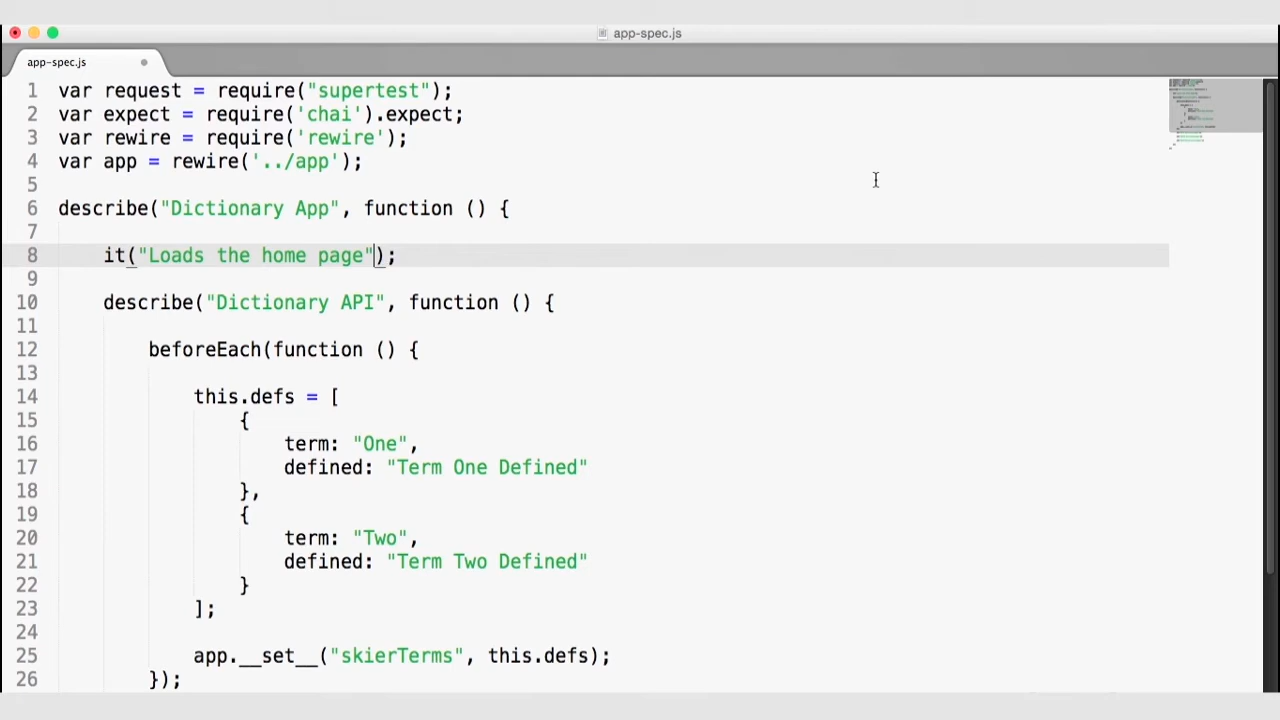 app-spec.js
app-spec.js
1 var request = require("supertest");
2 var expect = require('chai').expect;
3 var rewire = require('rewire');
4 var app = rewire('../app');
5
6 describe("Dictionary App", function () {
7
8 it("Loads the home page");
9
10 describe("Dictionary API", function () {
11
12 beforeEach(function () {
13
14 this.defs = [
15 {
16 term: "One",
17 defined: "Term One Defined"
18 },
19 {
20 term: "Two",
21 defined: "Term Two Defined"
22 }
23 ];
24
25 app.__set__("skierTerms", this.defs);
26 });